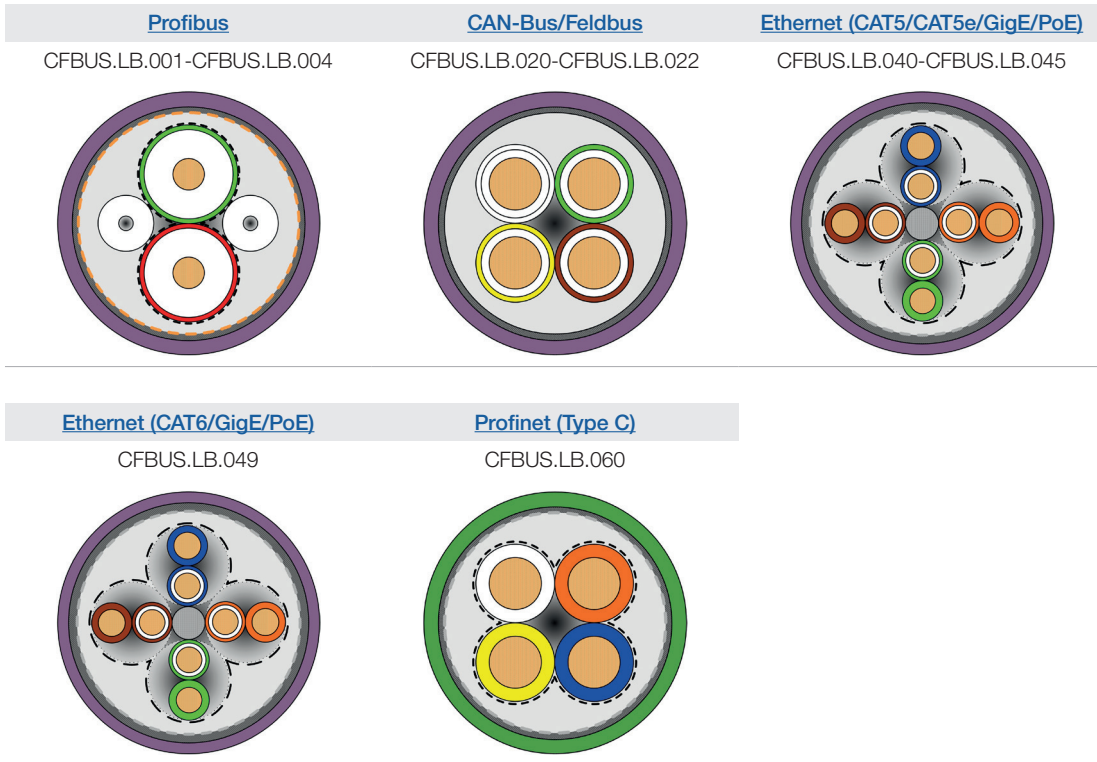 Profibus
CAN-Bus/Feldbus
Ethernet (CAT5/CAT5e/GigE/PoE)
CFBUS.LB.001-CFBUS.LB.004
CFBUS.LB.020-CFBUS.LB.022
CFBUS.LB.040-CFBUS.LB.045
Ethernet (CAT6/GigE/PoE)
Profinet (Type C)
CFBUS.LB.049
CFBUS.LB.060